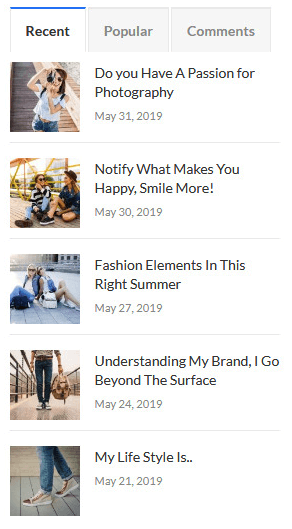 Recent Popular Comments
Do you Have A Passion for
Photography
May 31, 2019
Notify What Makes You
Happy, Smile More!
May 30, 2019
Fashion Elements In This
Right Summer
May 27, 2019
Understanding My Brand, I Go
Beyond The Surface
May 24, 2019
My Life Style Is..
May 21, 2019